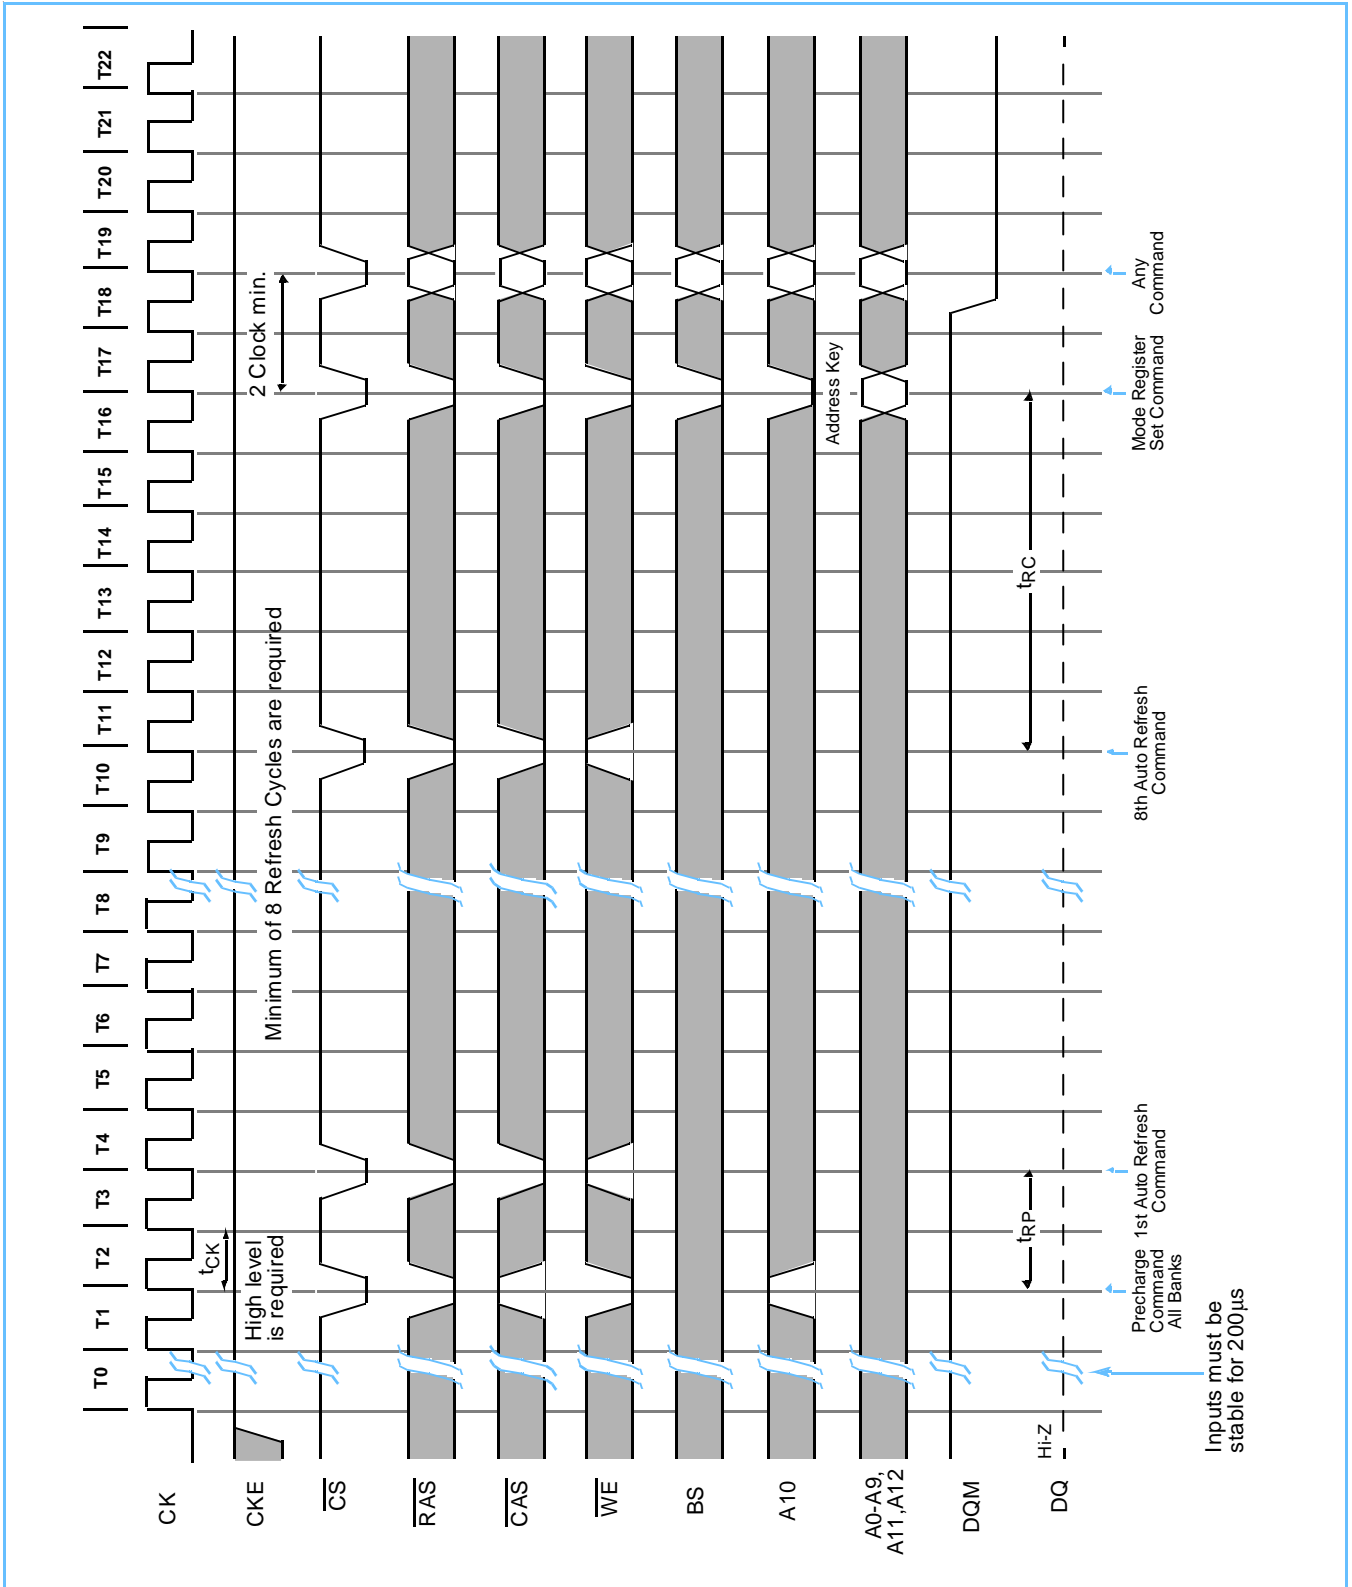 T0
T1
T2
T3
T4
T5
T6
T7
T8
T9
T10
T11
T12
T13
T14
T15
T16
T17
T18
T19
T20
T21
T22
CK
tCK
CKE
High level
is required
Minimum of 8 Refresh Cycles are required
2 Clock min.
CS
RAS
CAS
WE
BS
A10
Address Key
A0-A9,
A11,A12
DQM
tRP
tRC
DQ
Hi-Z
Precharge
Command
All Banks
1st Auto Refresh
Command
8th Auto Refresh
Command
Mode Register
Set Command
Any
Command
Inputs must be
stable for 200µs